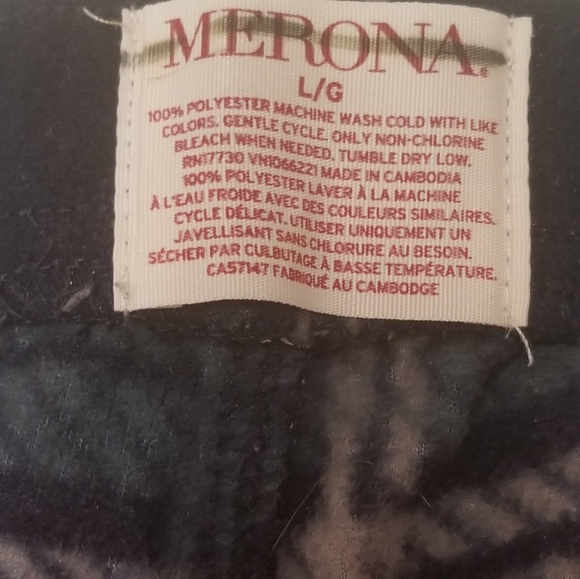 MERONA
L/G
100% POLYESTER MACHINE WASH COLD WITH LIKE
COLORS. GENTLE CYCLE. ONLY NON-CHLORINE
BLEACH WHEN NEEDED. TUMBLE DRY LOW.
RN17730 VN1066221 MADE IN CAMBODIA
100% POLYESTER LAVER À LA MACHINE
À L'EAU FROIDE AVEC DES COULEURS SIMILAIRES.
CYCLE DÉLICAT. UTILISER UNIQUEMENT UN
JAVELLISANT SANS CHLORURE AU BESOIN.
SÉCHER PAR CULBUTAGE À BASSE TEMPÉRATURE.
CA57147 FABRIQUÉ AU CAMBODGE